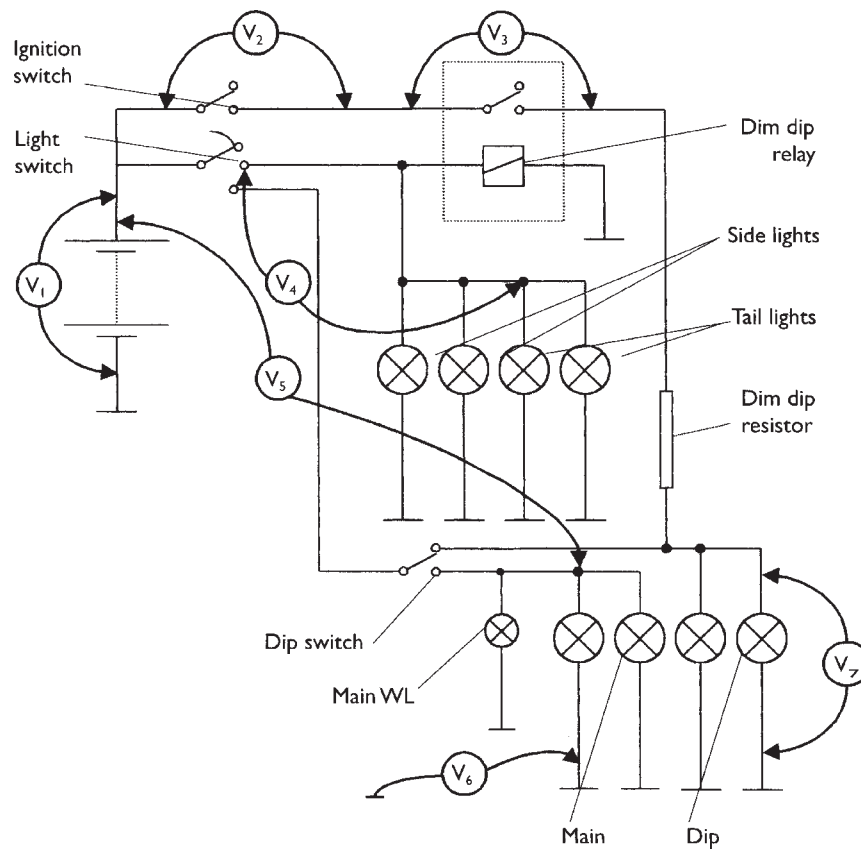 V2
V3
Ignition
switch
Light
switch
Dim dip
relay
Side lights
V1
V4
Tail lights
V5
Dim dip
resistor
Dip switch
Main WL
V7
V6
Main
Dip